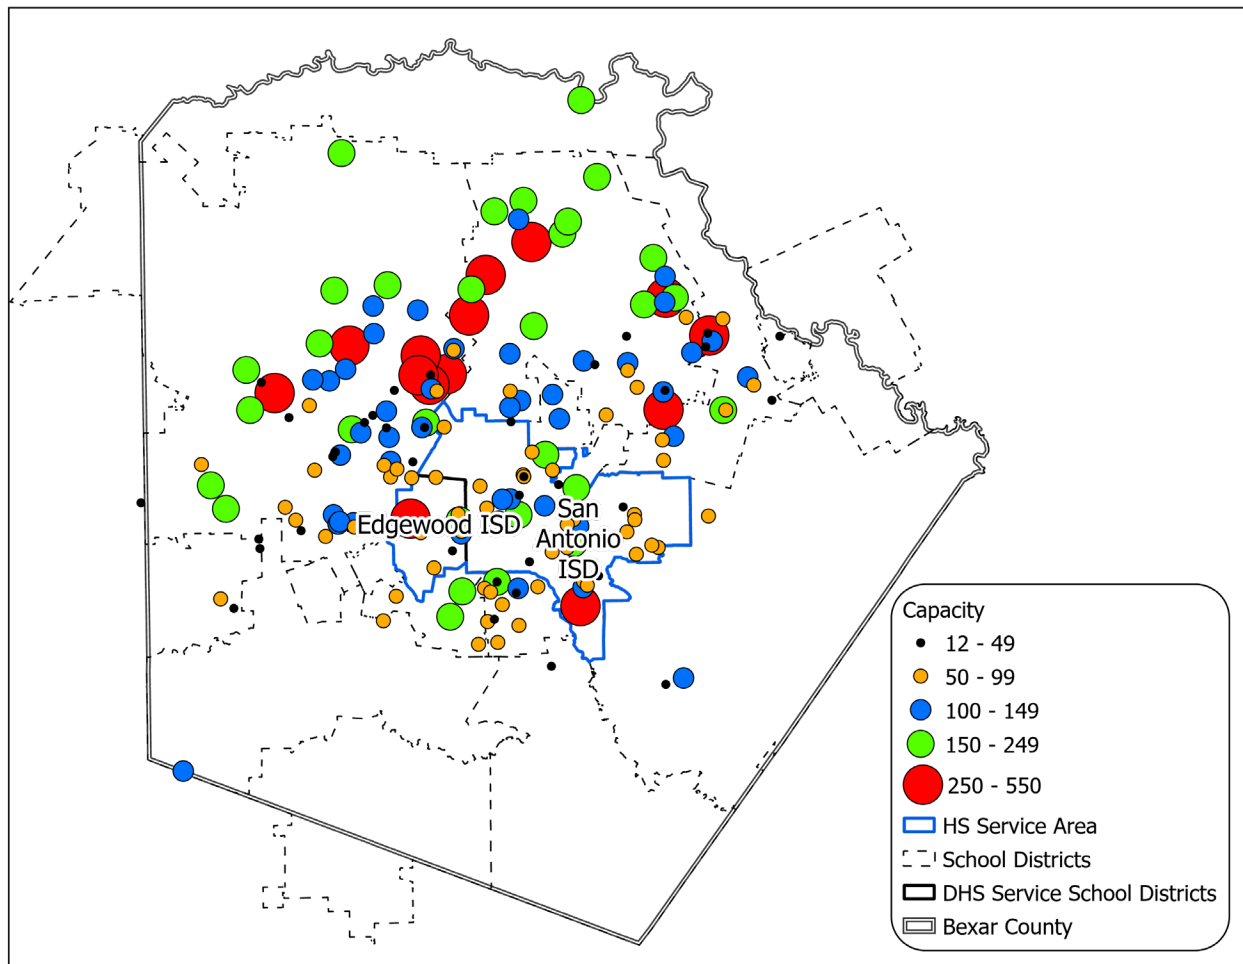 Edgewood ISD
San
Antonio
ISD
Capacity
12 - 49
50 - 99
100 - 149
150 - 249
250 - 550
HS Service Area
School Districts
DHS Service School Districts
Bexar County